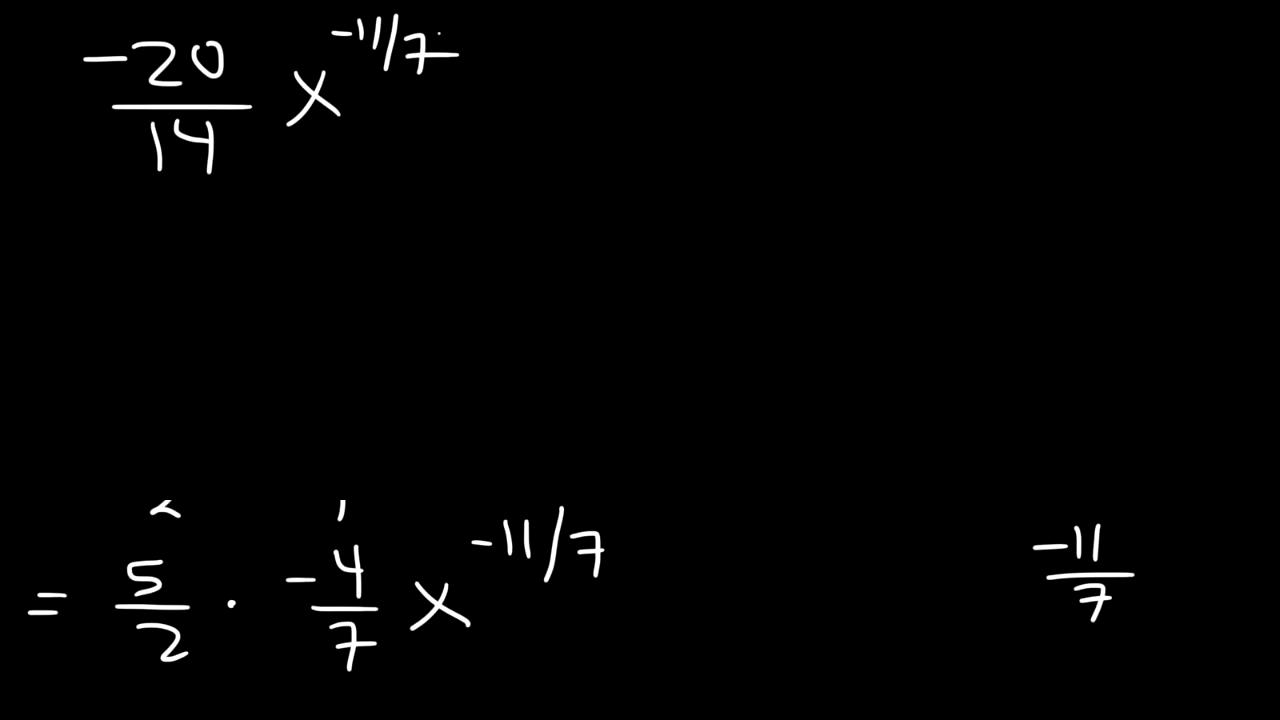 -20/14 x^-11/7
= 5/2 · -4/7 x^-11/7
-11/7